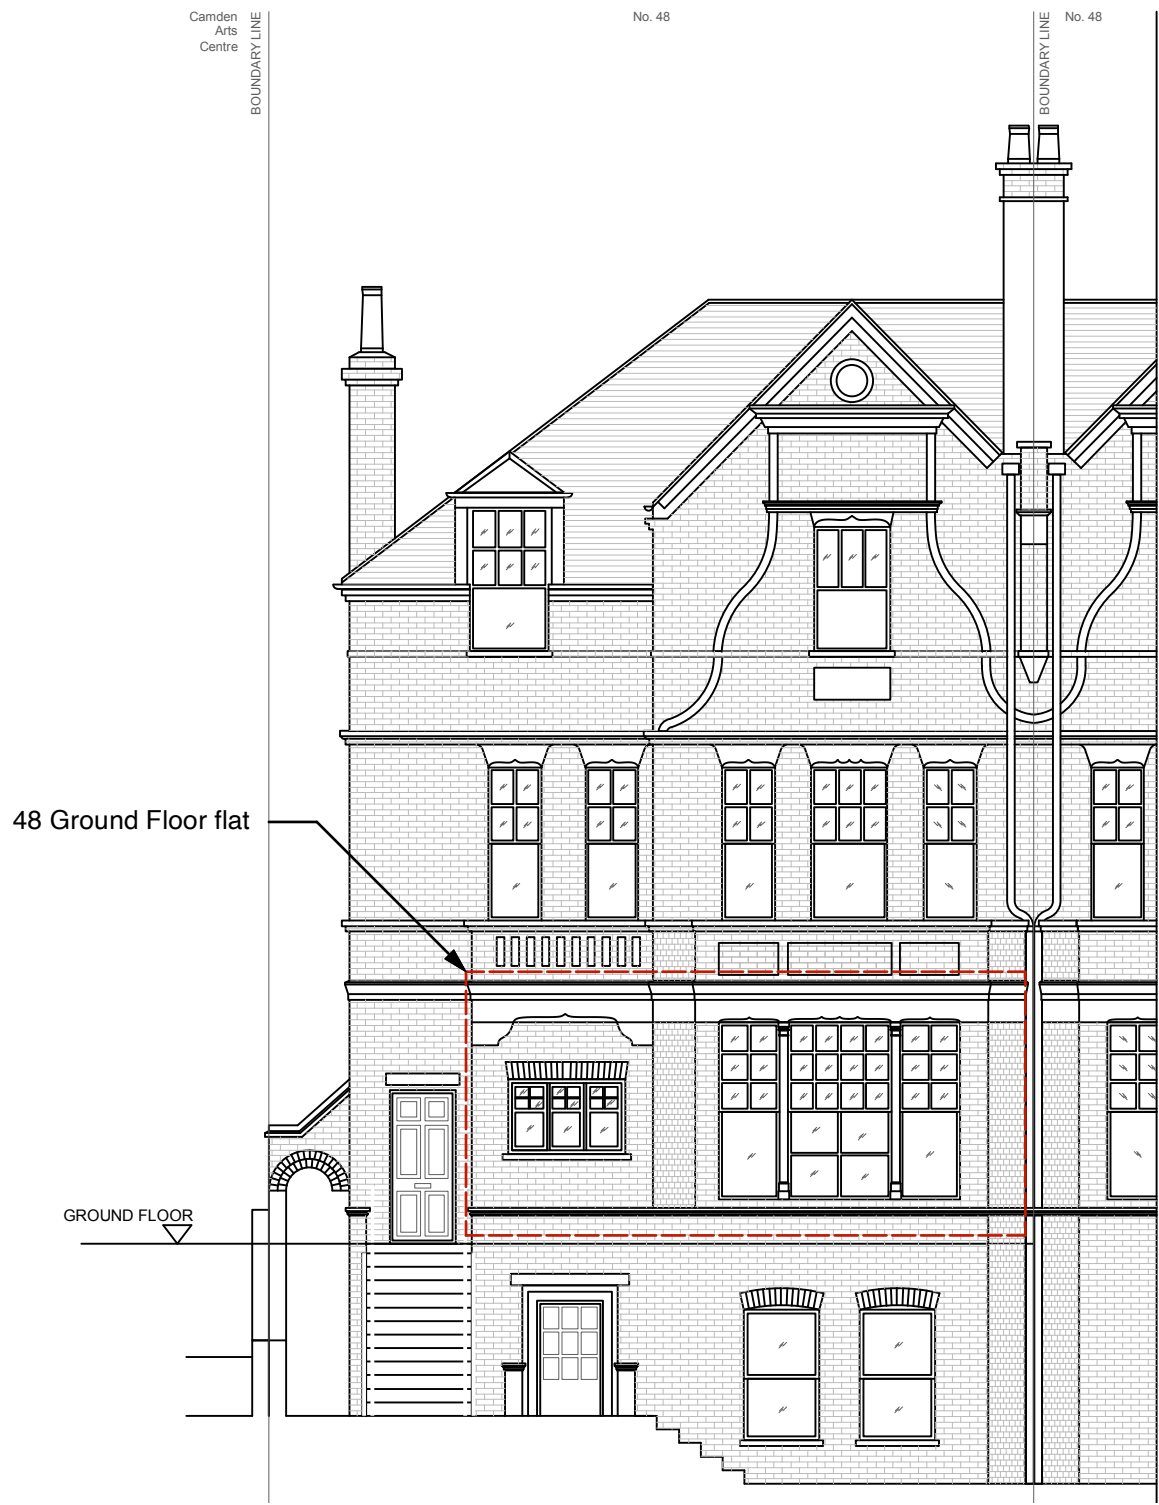 Camden
Arts
Centre
BOUNDARY LINE
No. 48
BOUNDARY LINE
No. 48
48 Ground Floor flat
GROUND FLOOR